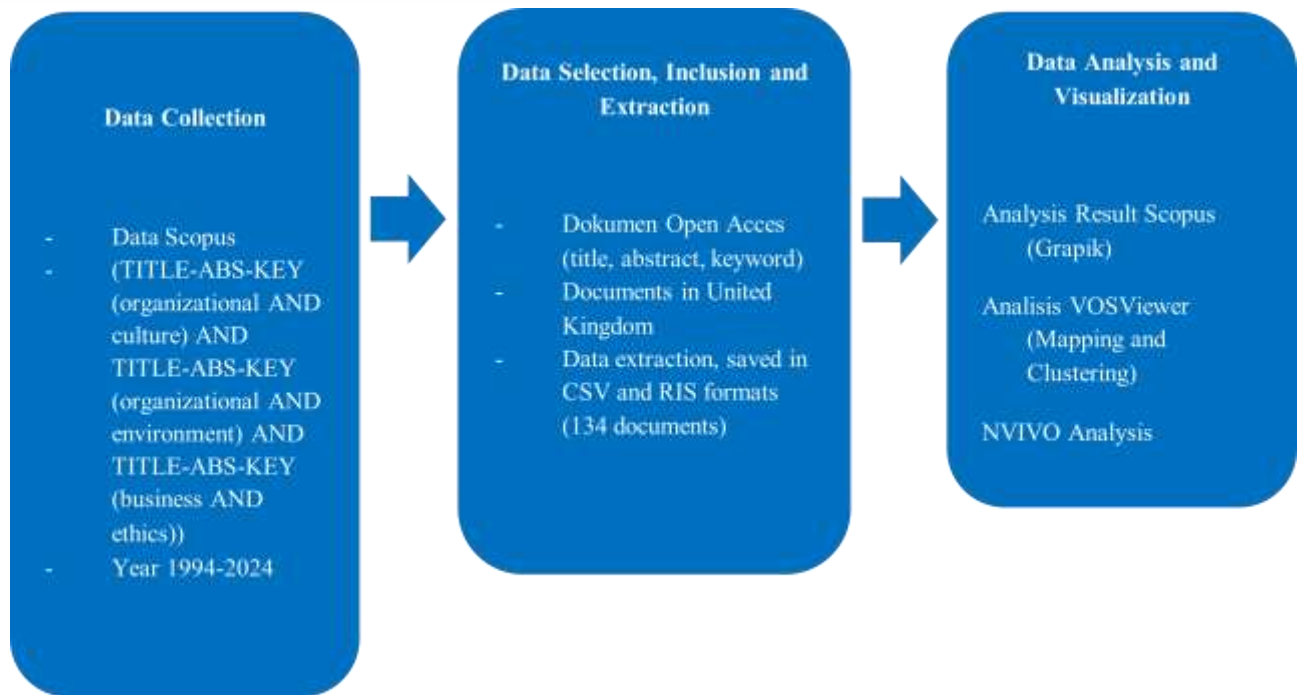 Data Collection
- Data Scopus
- (TITLE-ABS-KEY
(organizational AND
culture) AND
TITLE-ABS-KEY
(organizational AND
environment) AND
TITLE-ABS-KEY
(business AND
ethics))
- Year 1994-2024
Data Selection, Inclusion and
Extraction
- Dokumen Open Acces
(title, abstract, keyword)
- Documents in United
Kingdom
- Data extraction, saved in
CSV and RIS formats
(134 documents)
Data Analysis and
Visualization
Analysis Result Scopus
(Grapik)
Analisis VOSViewer
(Mapping and
Clustering)
NVIVO Analysis